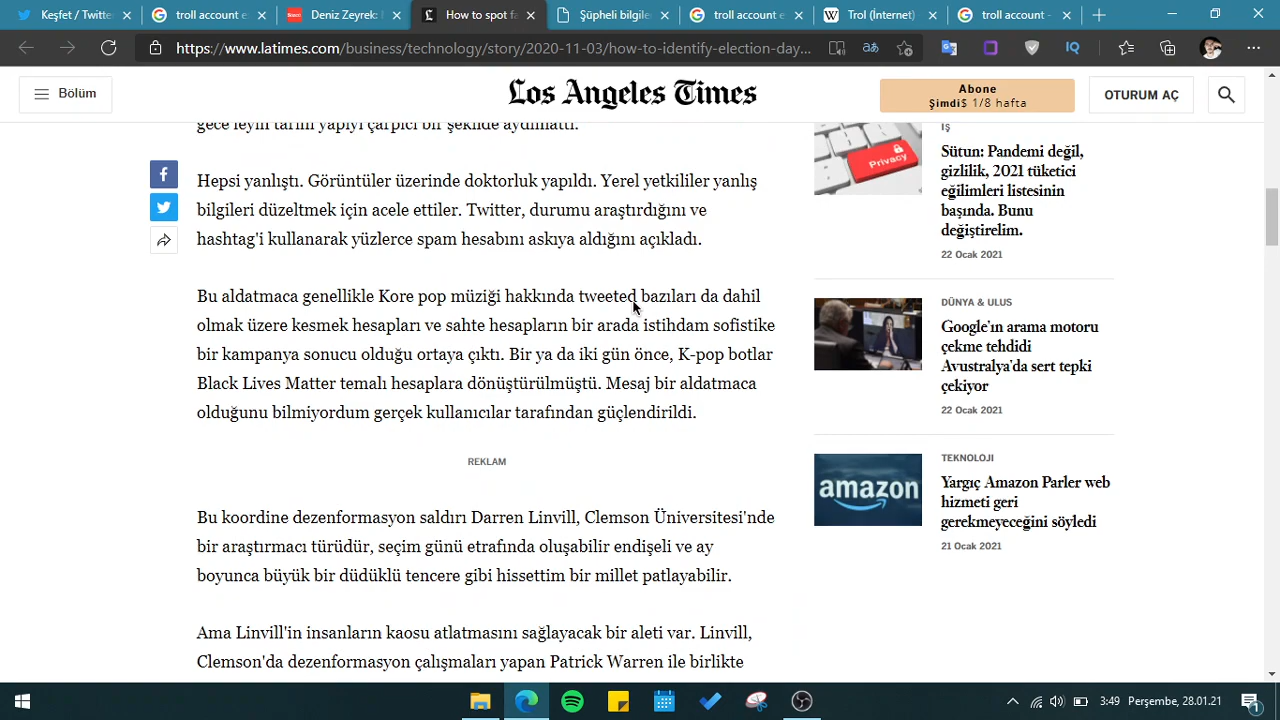 Keşfet / Twitter
troll account e
Deniz Zeyrek: M
How to spot fa
Şüpheli bilgile
troll account e
Trol (İnternet)
troll account -
https://www.latimes.com/business/technology/story/2020-11-03/how-to-identify-election-day...
Bölüm
Los Angeles Times
Abone
Şimdi$ 1/8 hafta
OTURUM AÇ
Hepsi yanlıştı. Görüntüler üzerinde doktorluk yapıldı. Yerel yetkililer yanlış
bilgileri düzeltmek için acele ettiler. Twitter, durumu araştırdığını ve
hashtag'i kullanarak yüzlerce spam hesabını askıya aldığını açıkladı.
Bu aldatmaca genellikle Kore pop müziği hakkında tweeted bazıları da dahil
olmak üzere kesmek hesapları ve sahte hesapların bir arada istihdam sofistike
bir kampanya sonucu olduğu ortaya çıktı. Bir ya da iki gün önce, K-pop botlar
Black Lives Matter temalı hesaplara dönüştürülmüştü. Mesaj bir aldatmaca
olduğunu bilmiyordum gerçek kullanıcılar tarafından güçlendirildi.
REKLAM
Bu koordine dezenformasyon saldırı Darren Linvill, Clemson Üniversitesi'nde
bir araştırmacı türüdür, seçim günü etrafında oluşabilir endişeli ve ay
boyunca büyük bir düdüklü tencere gibi hissettim bir millet patlayabilir.
Ama Linvill'in insanların kaosu atlatmasını sağlayacak bir aleti var. Linvill,
Clemson'da dezenformasyon çalışmaları yapan Patrick Warren ile birlikte
Privacy
İŞ
Sütun: Pandemi değil,
gizlilik, 2021 tüketici
eğilimleri listesinin
başında. Bunu
değiştirelim.
22 Ocak 2021
DÜNYA & ULUS
Google'ın arama motoru
çekme tehdidi
Avustralya'da sert tepki
çekiyor
22 Ocak 2021
amazon
TEKNOLOJI
Yargıç Amazon Parler web
hizmeti geri
gerekmeyeceğini söyledi
21 Ocak 2021
3:49 Perşembe, 28.01.21